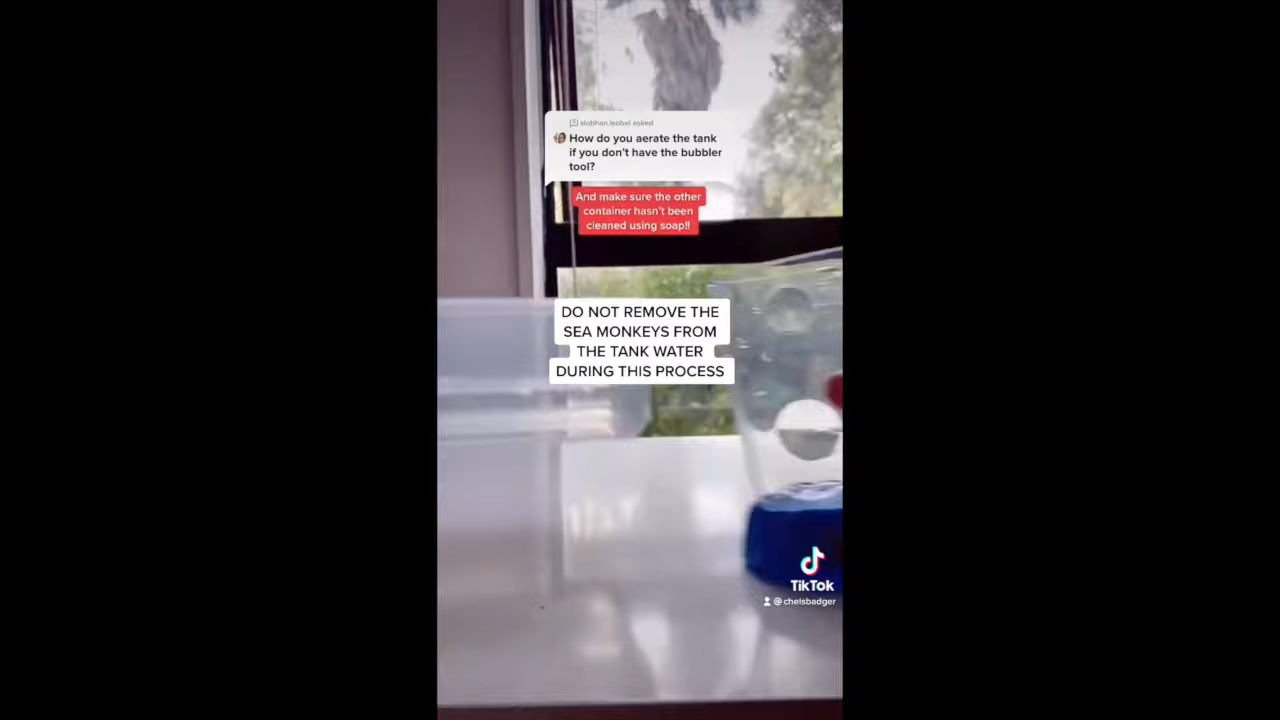 siobhan.isobel asked
How do you aerate the tank
if you don't have the bubbler
tool?
And make sure the other
container hasn't been
cleaned using soap!!
DO NOT REMOVE THE
SEA MONKEYS FROM
THE TANK WATER
DURING THIS PROCESS
TikTok
@chelsbadger